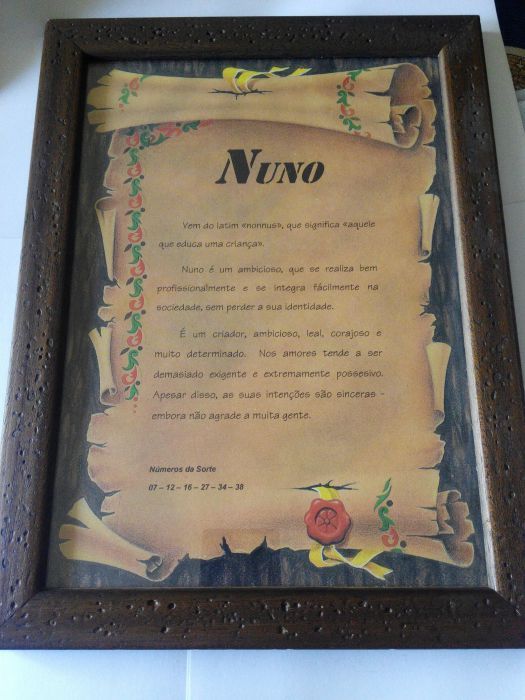 NUNO
Vem do latim «nonnus», que significa «aquele
que educa uma criança».
Nuno é um ambicioso, que se realiza bem
profissionalmente e se integra fácilmente na
sociedade, sem perder a sua identidade.
É um criador, ambicioso, leal, corajoso e
muito determinado. Nos amores tende a ser
demasiado exigente e extremamente possesivo.
Apesar disso, as suas intenções são sinceras -
embora não agrade a muita gente.
Números da Sorte
07 – 12 – 16 – 27 – 34 – 38